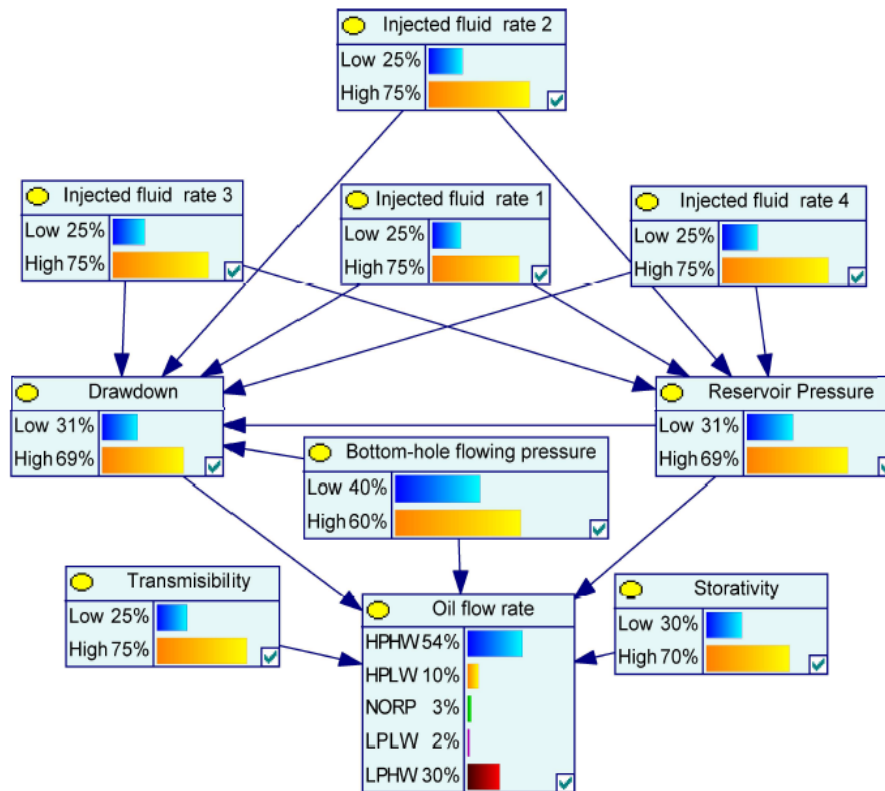 Injected fluid rate 2
Low 25%
High 75%
Injected fluid rate 3
Low 25%
High 75%
Injected fluid rate 1
Low 25%
High 75%
Injected fluid rate 4
Low 25%
High 75%
Drawdown
Low 31%
High 69%
Reservoir Pressure
Low 31%
High 69%
Bottom-hole flowing pressure
Low 40%
High 60%
Transmisibility
Low 25%
High 75%
Oil flow rate
HPHW 54%
HPLW 10%
NORP 3%
LPLW 2%
LPHW 30%
Storativity
Low 30%
High 70%